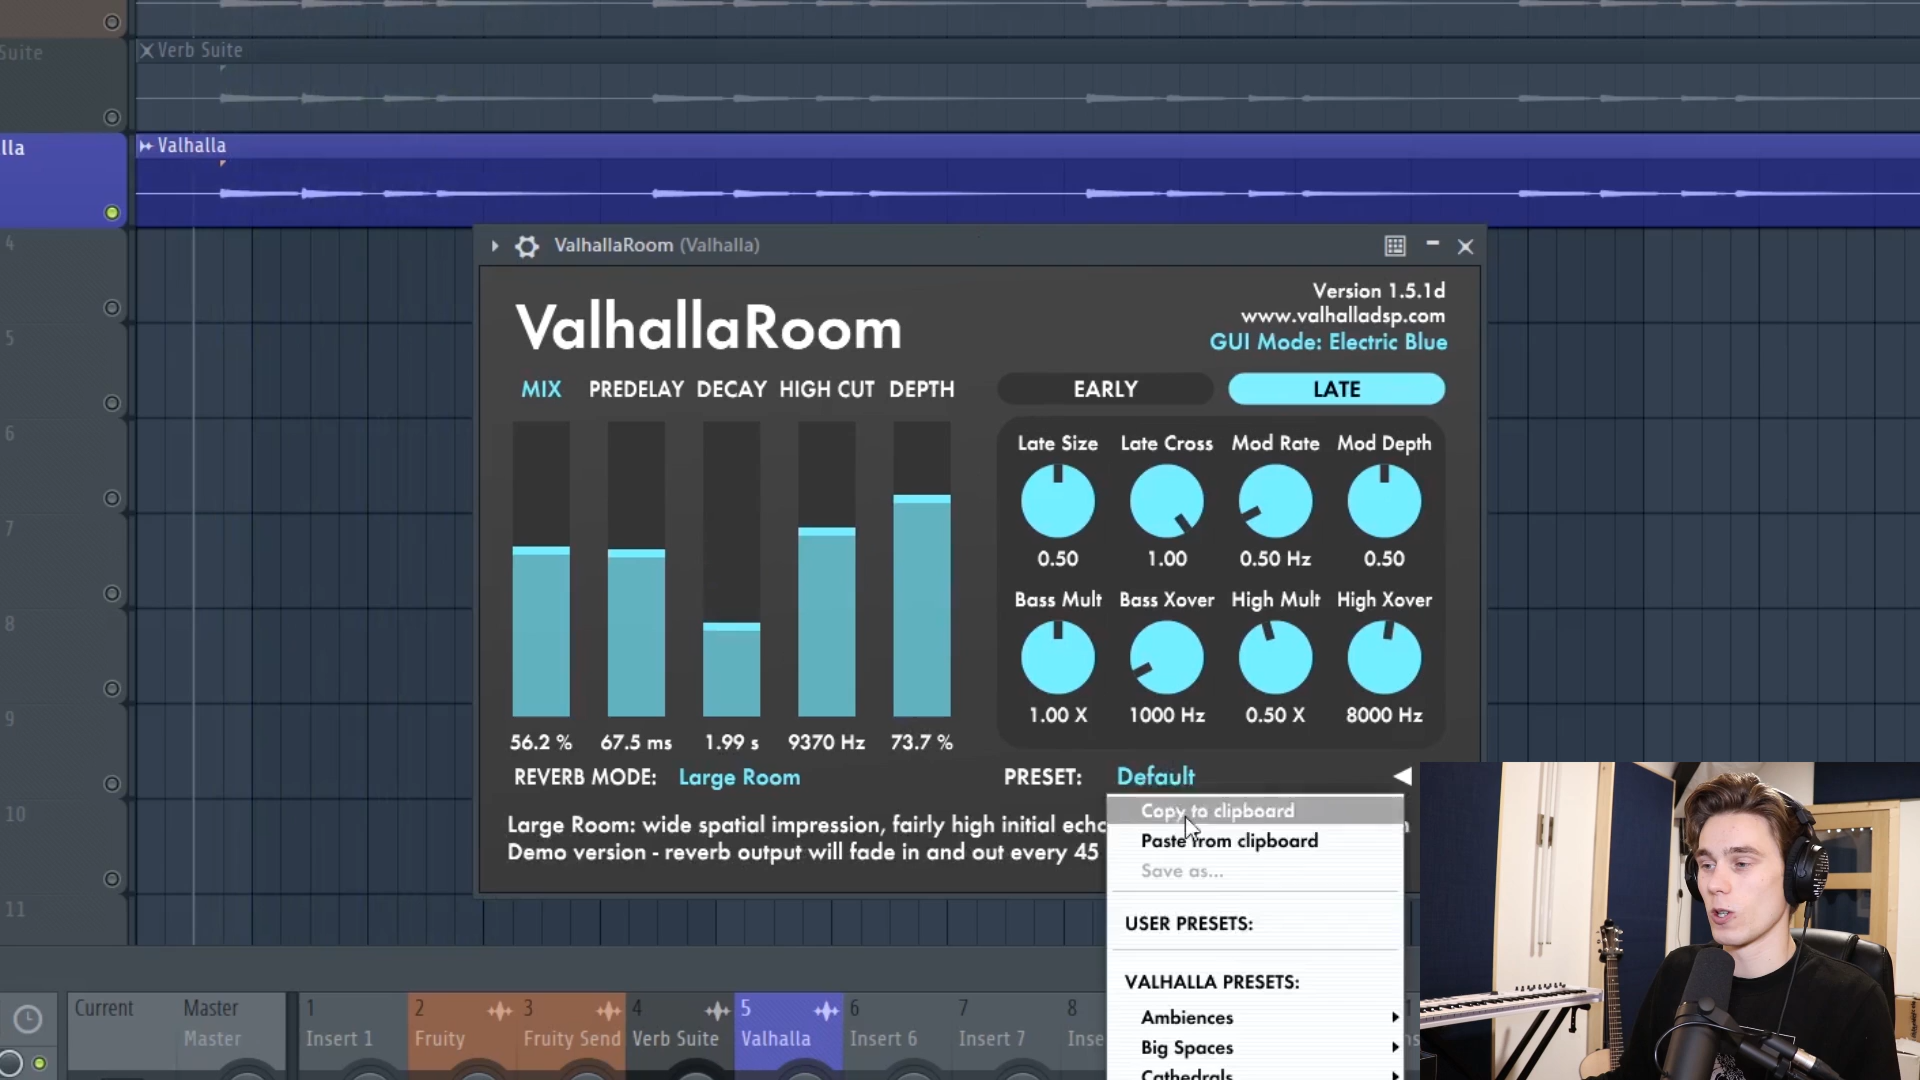 Suite
Verb Suite
lla
Valhalla
4
5
6
7
8
9
10
11
ValhallaRoom (Valhalla)
ValhallaRoom
Version 1.5.1d
www.valhalladsp.com
GUI Mode: Electric Blue
MIX PREDELAY DECAY HIGH CUT DEPTH
EARLY LATE
Late Size Late Cross Mod Rate Mod Depth
0.50 1.00 0.50 Hz 0.50
Bass Mult Bass Xover High Mult High Xover
1.00 X 1000 Hz 0.50 X 8000 Hz
56.2 % 67.5 ms 1.99 s 9370 Hz 73.7 %
REVERB MODE: Large Room
PRESET: Default
Large Room: wide spatial impression, fairly high initial echo
Demo version - reverb output will fade in and out every 45
Copy to clipboard
Paste from clipboard
Save as...
USER PRESETS:
VALHALLA PRESETS:
Ambiences
Big Spaces
Cathedrals
Current Master 1 2 3 4 5 6 7 8
Master Insert 1 Fruity Fruity Send Verb Suite Valhalla Insert 6 Insert 7 Inse